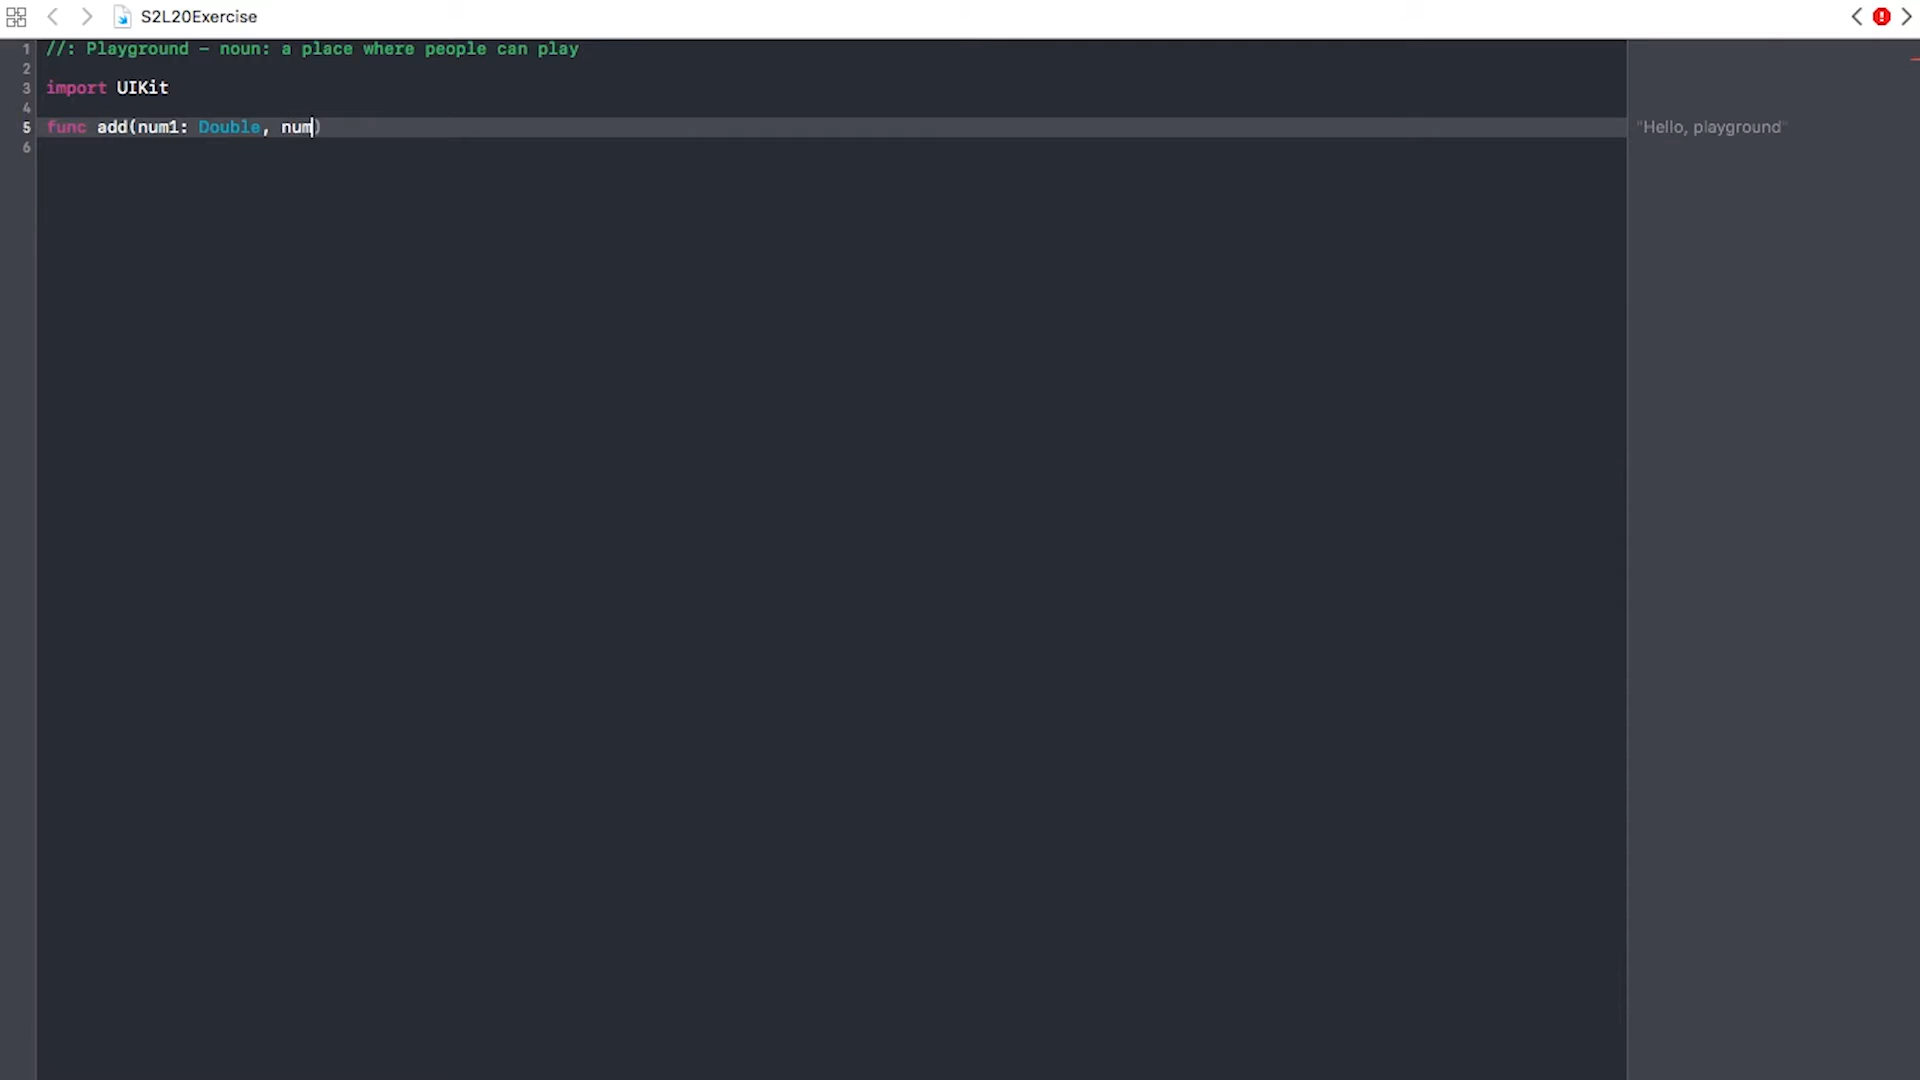 S2L20Exercise
1 //: Playground - noun: a place where people can play
2
3 import UIKit
4
5 func add(num1: Double, num)
"Hello, playground"
6